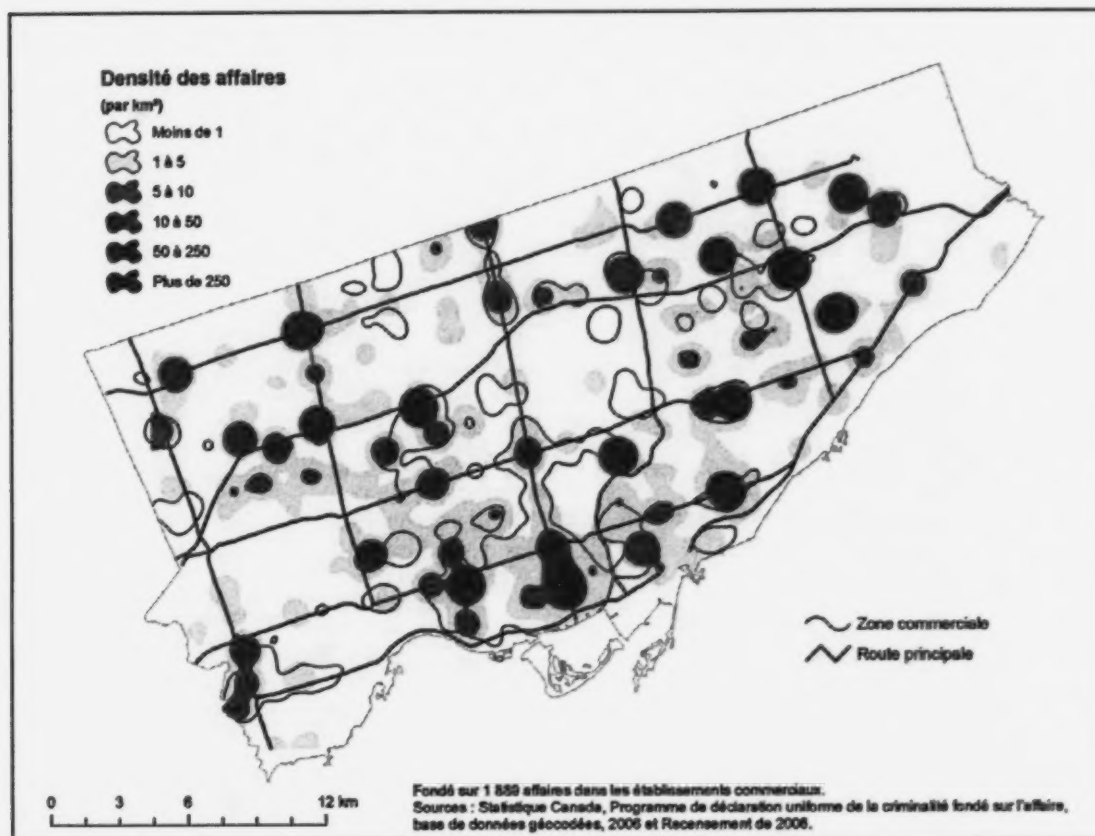 Densité des affaires
(par km²)
Moins de 1
1 à 5
5 à 10
10 à 50
50 à 250
Plus de 250
Zone commerciale
Route principale
0 3 6 12 km
Fondé sur 1 889 affaires dans les établissements commerciaux.
Sources : Statistique Canada, Programme de déclaration uniforme de la criminalité fondé sur l'affaire,
base de données géocodées, 2006 et Recensement de 2006.